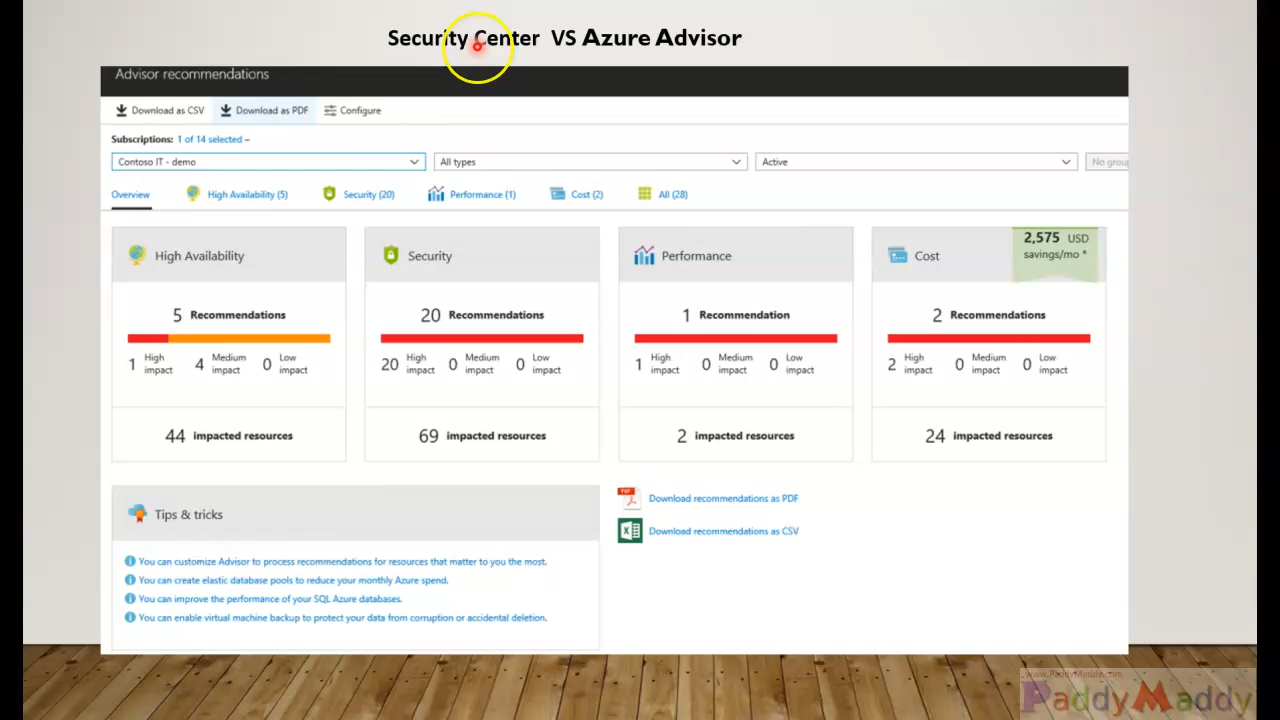 Security Center VS Azure Advisor
Advisor recommendations
Download as CSV Download as PDF Configure
Subscriptions: 1 of 14 selected –
Contoso IT - demo All types Active No grou
Overview High Availability (5) Security (20) Performance (1) Cost (2) All (28)
High Availability
5 Recommendations
1 High impact 4 Medium impact 0 Low impact
44 impacted resources
Security
20 Recommendations
20 High impact 0 Medium impact 0 Low impact
69 impacted resources
Performance
1 Recommendation
1 High impact 0 Medium impact 0 Low impact
2 impacted resources
Cost
2,575 USD
savings/mo *
2 Recommendations
2 High impact 0 Medium impact 0 Low impact
24 impacted resources
Tips & tricks
You can customize Advisor to process recommendations for resources that matter to you the most.
You can create elastic database pools to reduce your monthly Azure spend.
You can improve the performance of your SQL Azure databases.
You can enable virtual machine backup to protect your data from corruption or accidental deletion.
PDF
Download recommendations as PDF
Download recommendations as CSV
www.PaddyMaddy.com
PaddyMaddy